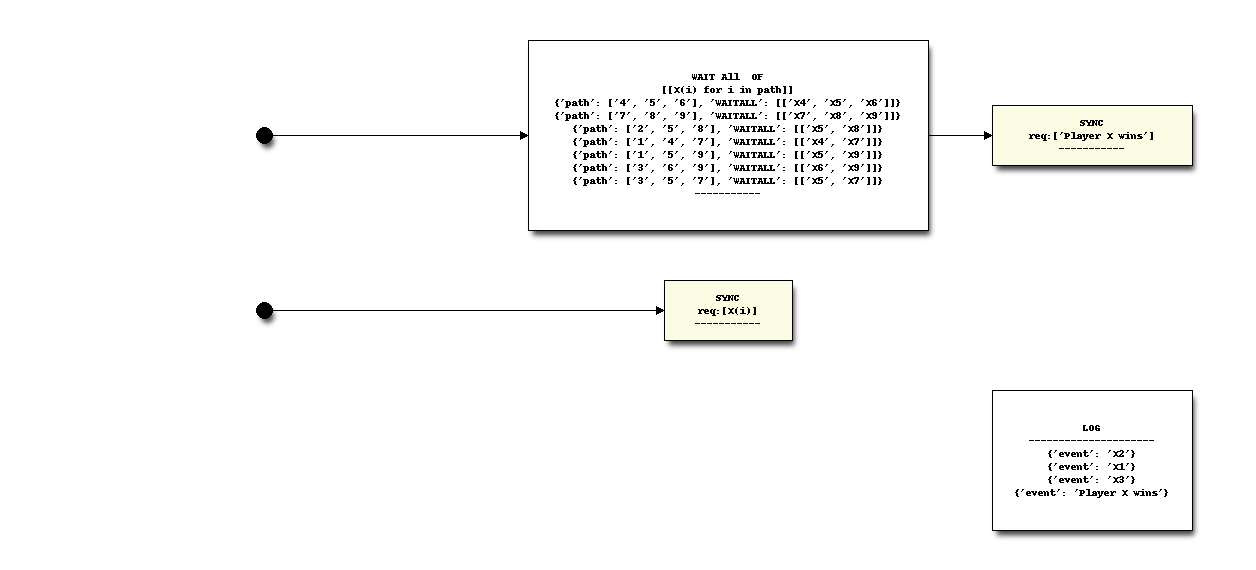 WAIT All  OF
[[X(i) for i in path]]
{'path': ['4', '5', '6'], 'WAITALL': [['X4', 'X5', 'X6']]}
{'path': ['7', '8', '9'], 'WAITALL': [['X7', 'X8', 'X9']]}
{'path': ['2', '5', '8'], 'WAITALL': [['X5', 'X8']]}
{'path': ['1', '4', '7'], 'WAITALL': [['X4', 'X7']]}
{'path': ['1', '5', '9'], 'WAITALL': [['X5', 'X9']]}
{'path': ['3', '6', '9'], 'WAITALL': [['X6', 'X9']]}
{'path': ['3', '5', '7'], 'WAITALL': [['X5', 'X7']]}
-----------
SYNC
req:['Player X wins']
-----------
SYNC
req:[X(i)]
-----------
LOG
---------------------
{'event': 'X2'}
{'event': 'X1'}
{'event': 'X3'}
{'event': 'Player X wins'}